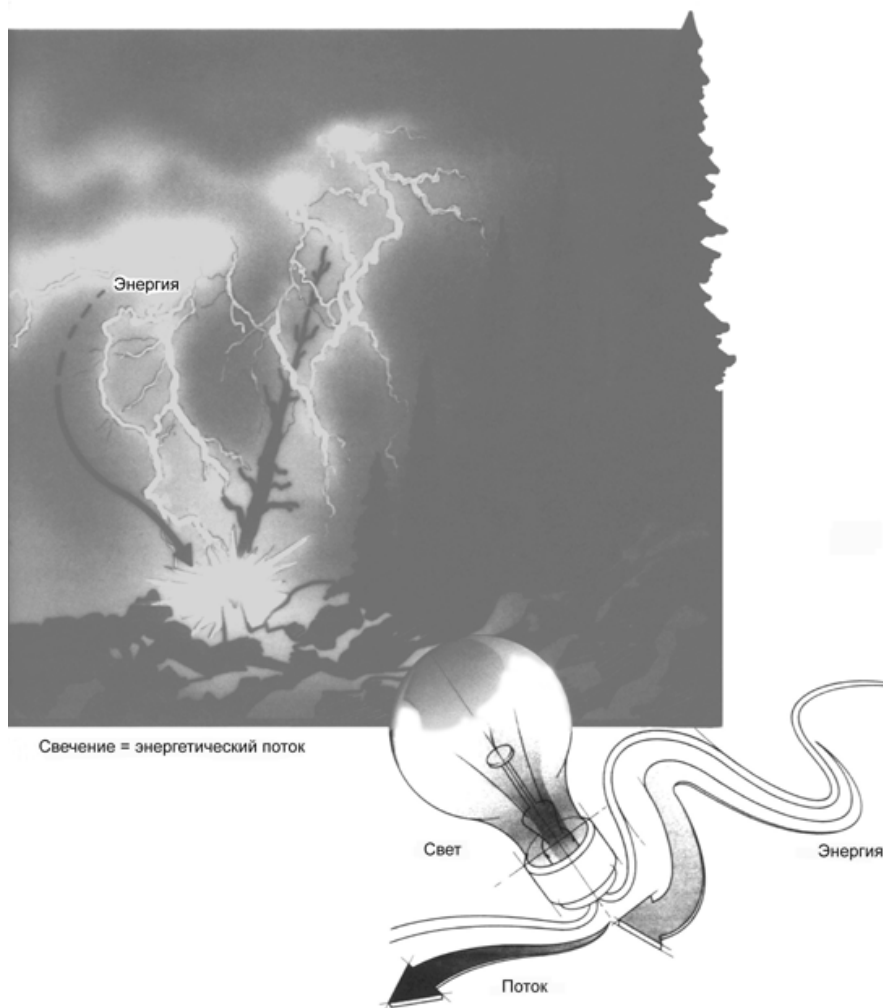 Энергия
Свечение = энергетический поток
Свет
Энергия
Поток